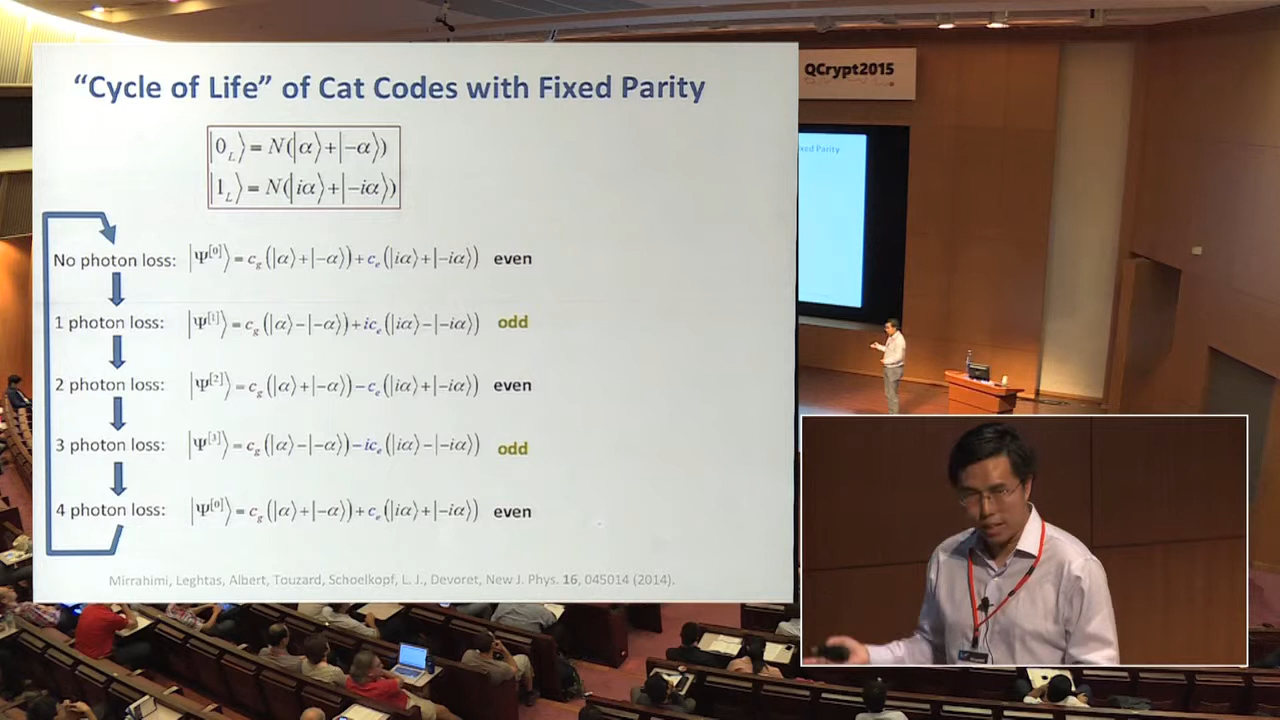 “Cycle of Life” of Cat Codes with Fixed Parity
|0_L⟩ = N(|α⟩+|−α⟩)
|1_L⟩ = N(|iα⟩+|−iα⟩)
No photon loss: |Ψ^[0]⟩ = c_g(|α⟩+|−α⟩)+c_e(|iα⟩+|−iα⟩) even
1 photon loss: |Ψ^[1]⟩ = c_g(|α⟩−|−α⟩)+ic_e(|iα⟩−|−iα⟩) odd
2 photon loss: |Ψ^[2]⟩ = c_g(|α⟩+|−α⟩)−c_e(|iα⟩+|−iα⟩) even
3 photon loss: |Ψ^[3]⟩ = c_g(|α⟩−|−α⟩)−ic_e(|iα⟩−|−iα⟩) odd
4 photon loss: |Ψ^[0]⟩ = c_g(|α⟩+|−α⟩)+c_e(|iα⟩+|−iα⟩) even
Mirrahimi, Leghtas, Albert, Touzard, Schoelkopf, L. J., Devoret, New J. Phys. 16, 045014 (2014).
QCrypt2015
Parity